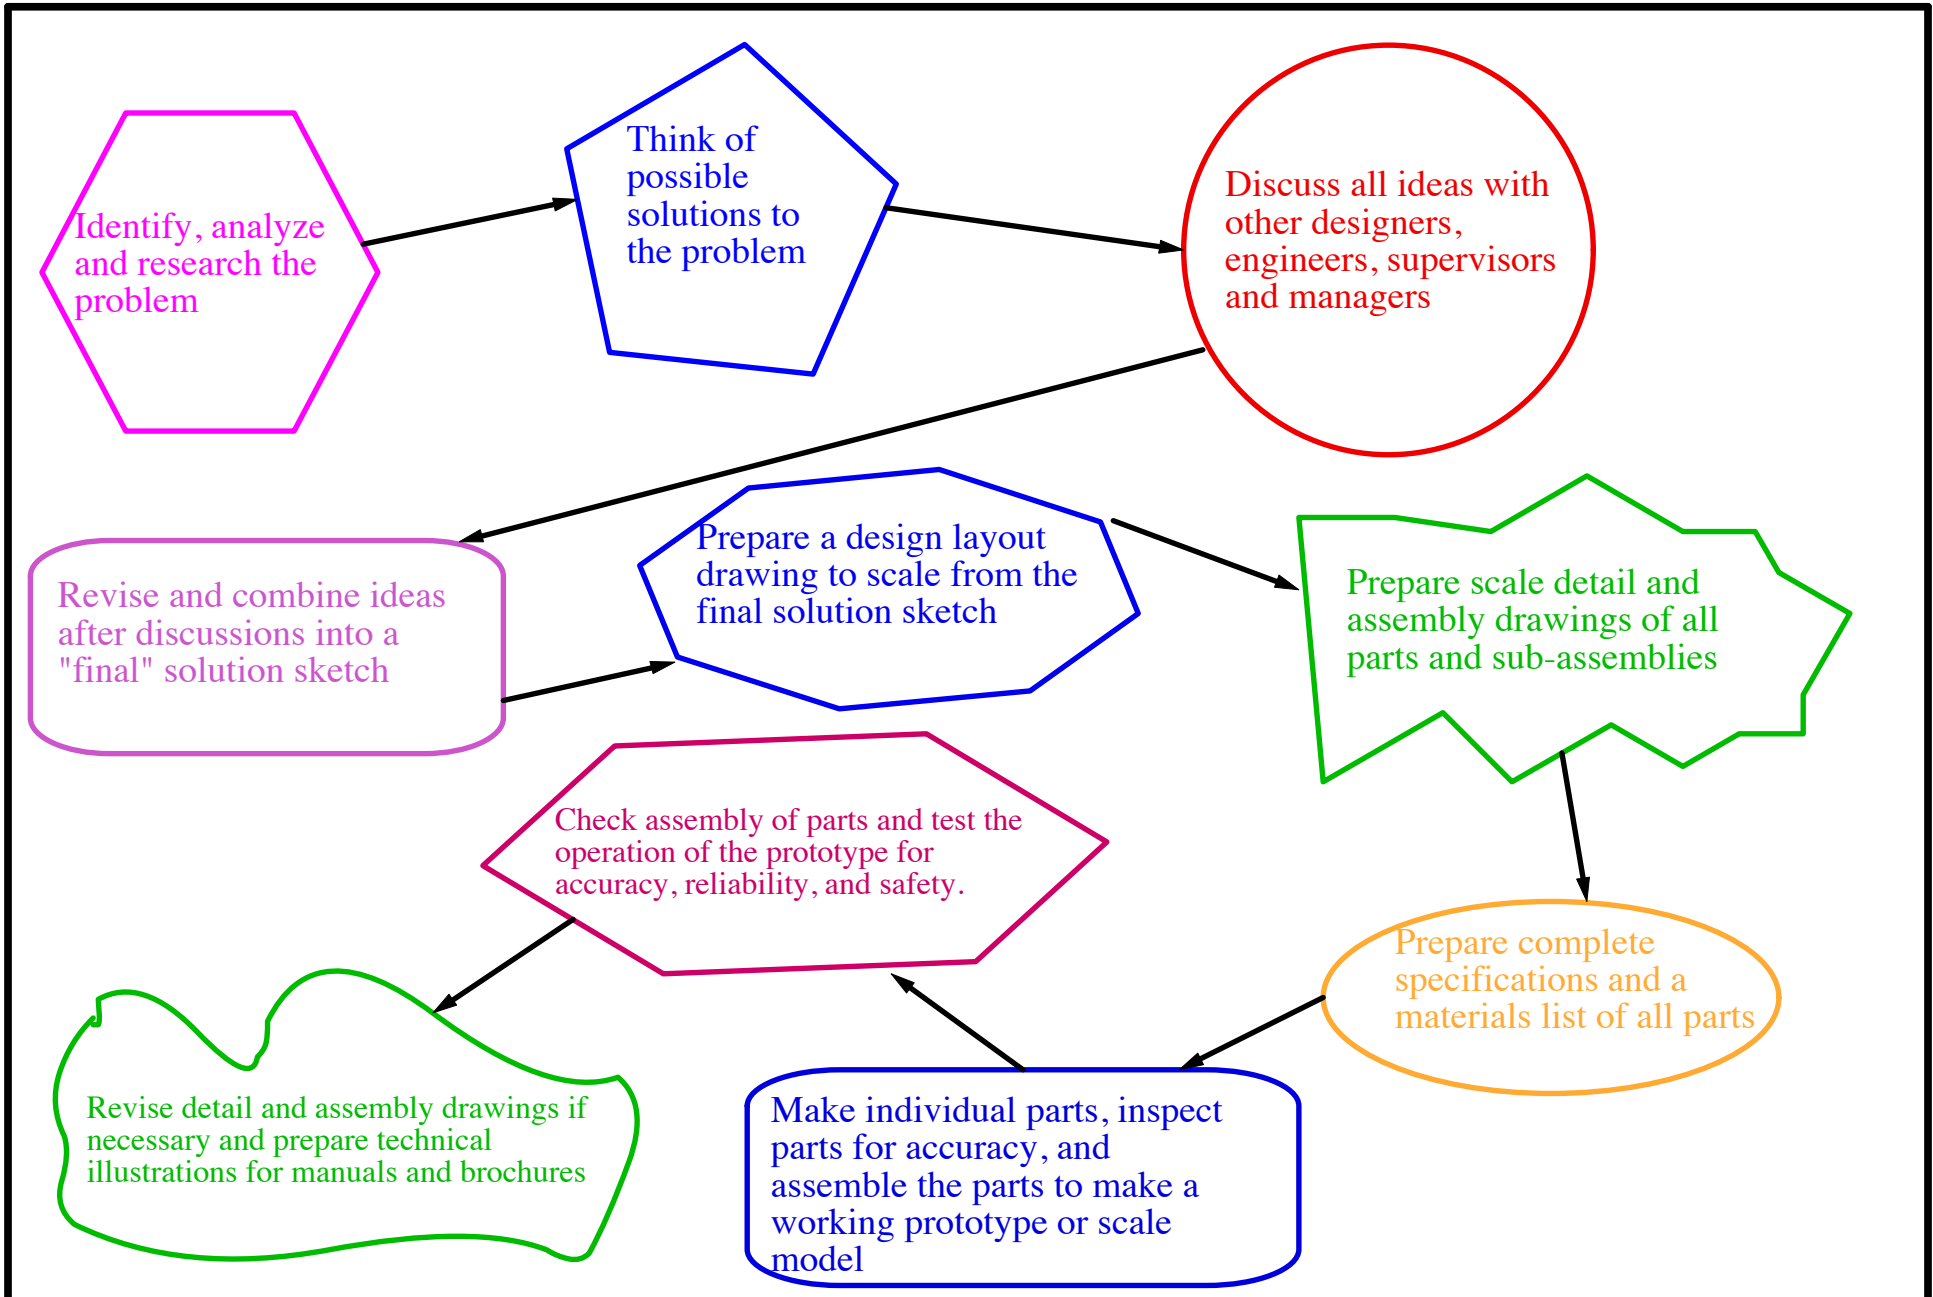 Identify, analyze
and research the
problem
Think of
possible
solutions to
the problem
Discuss all ideas with
other designers,
engineers, supervisors
and managers
Revise and combine ideas
after discussions into a
"final" solution sketch
Prepare a design layout
drawing to scale from the
final solution sketch
Prepare scale detail and
assembly drawings of all
parts and sub-assemblies
Prepare complete
specifications and a
materials list of all parts
Make individual parts, inspect
parts for accuracy, and
assemble the parts to make a
working prototype or scale
model
Check assembly of parts and test the
operation of the prototype for
accuracy, reliability, and safety.
Revise detail and assembly drawings if
necessary and prepare technical
illustrations for manuals and brochures